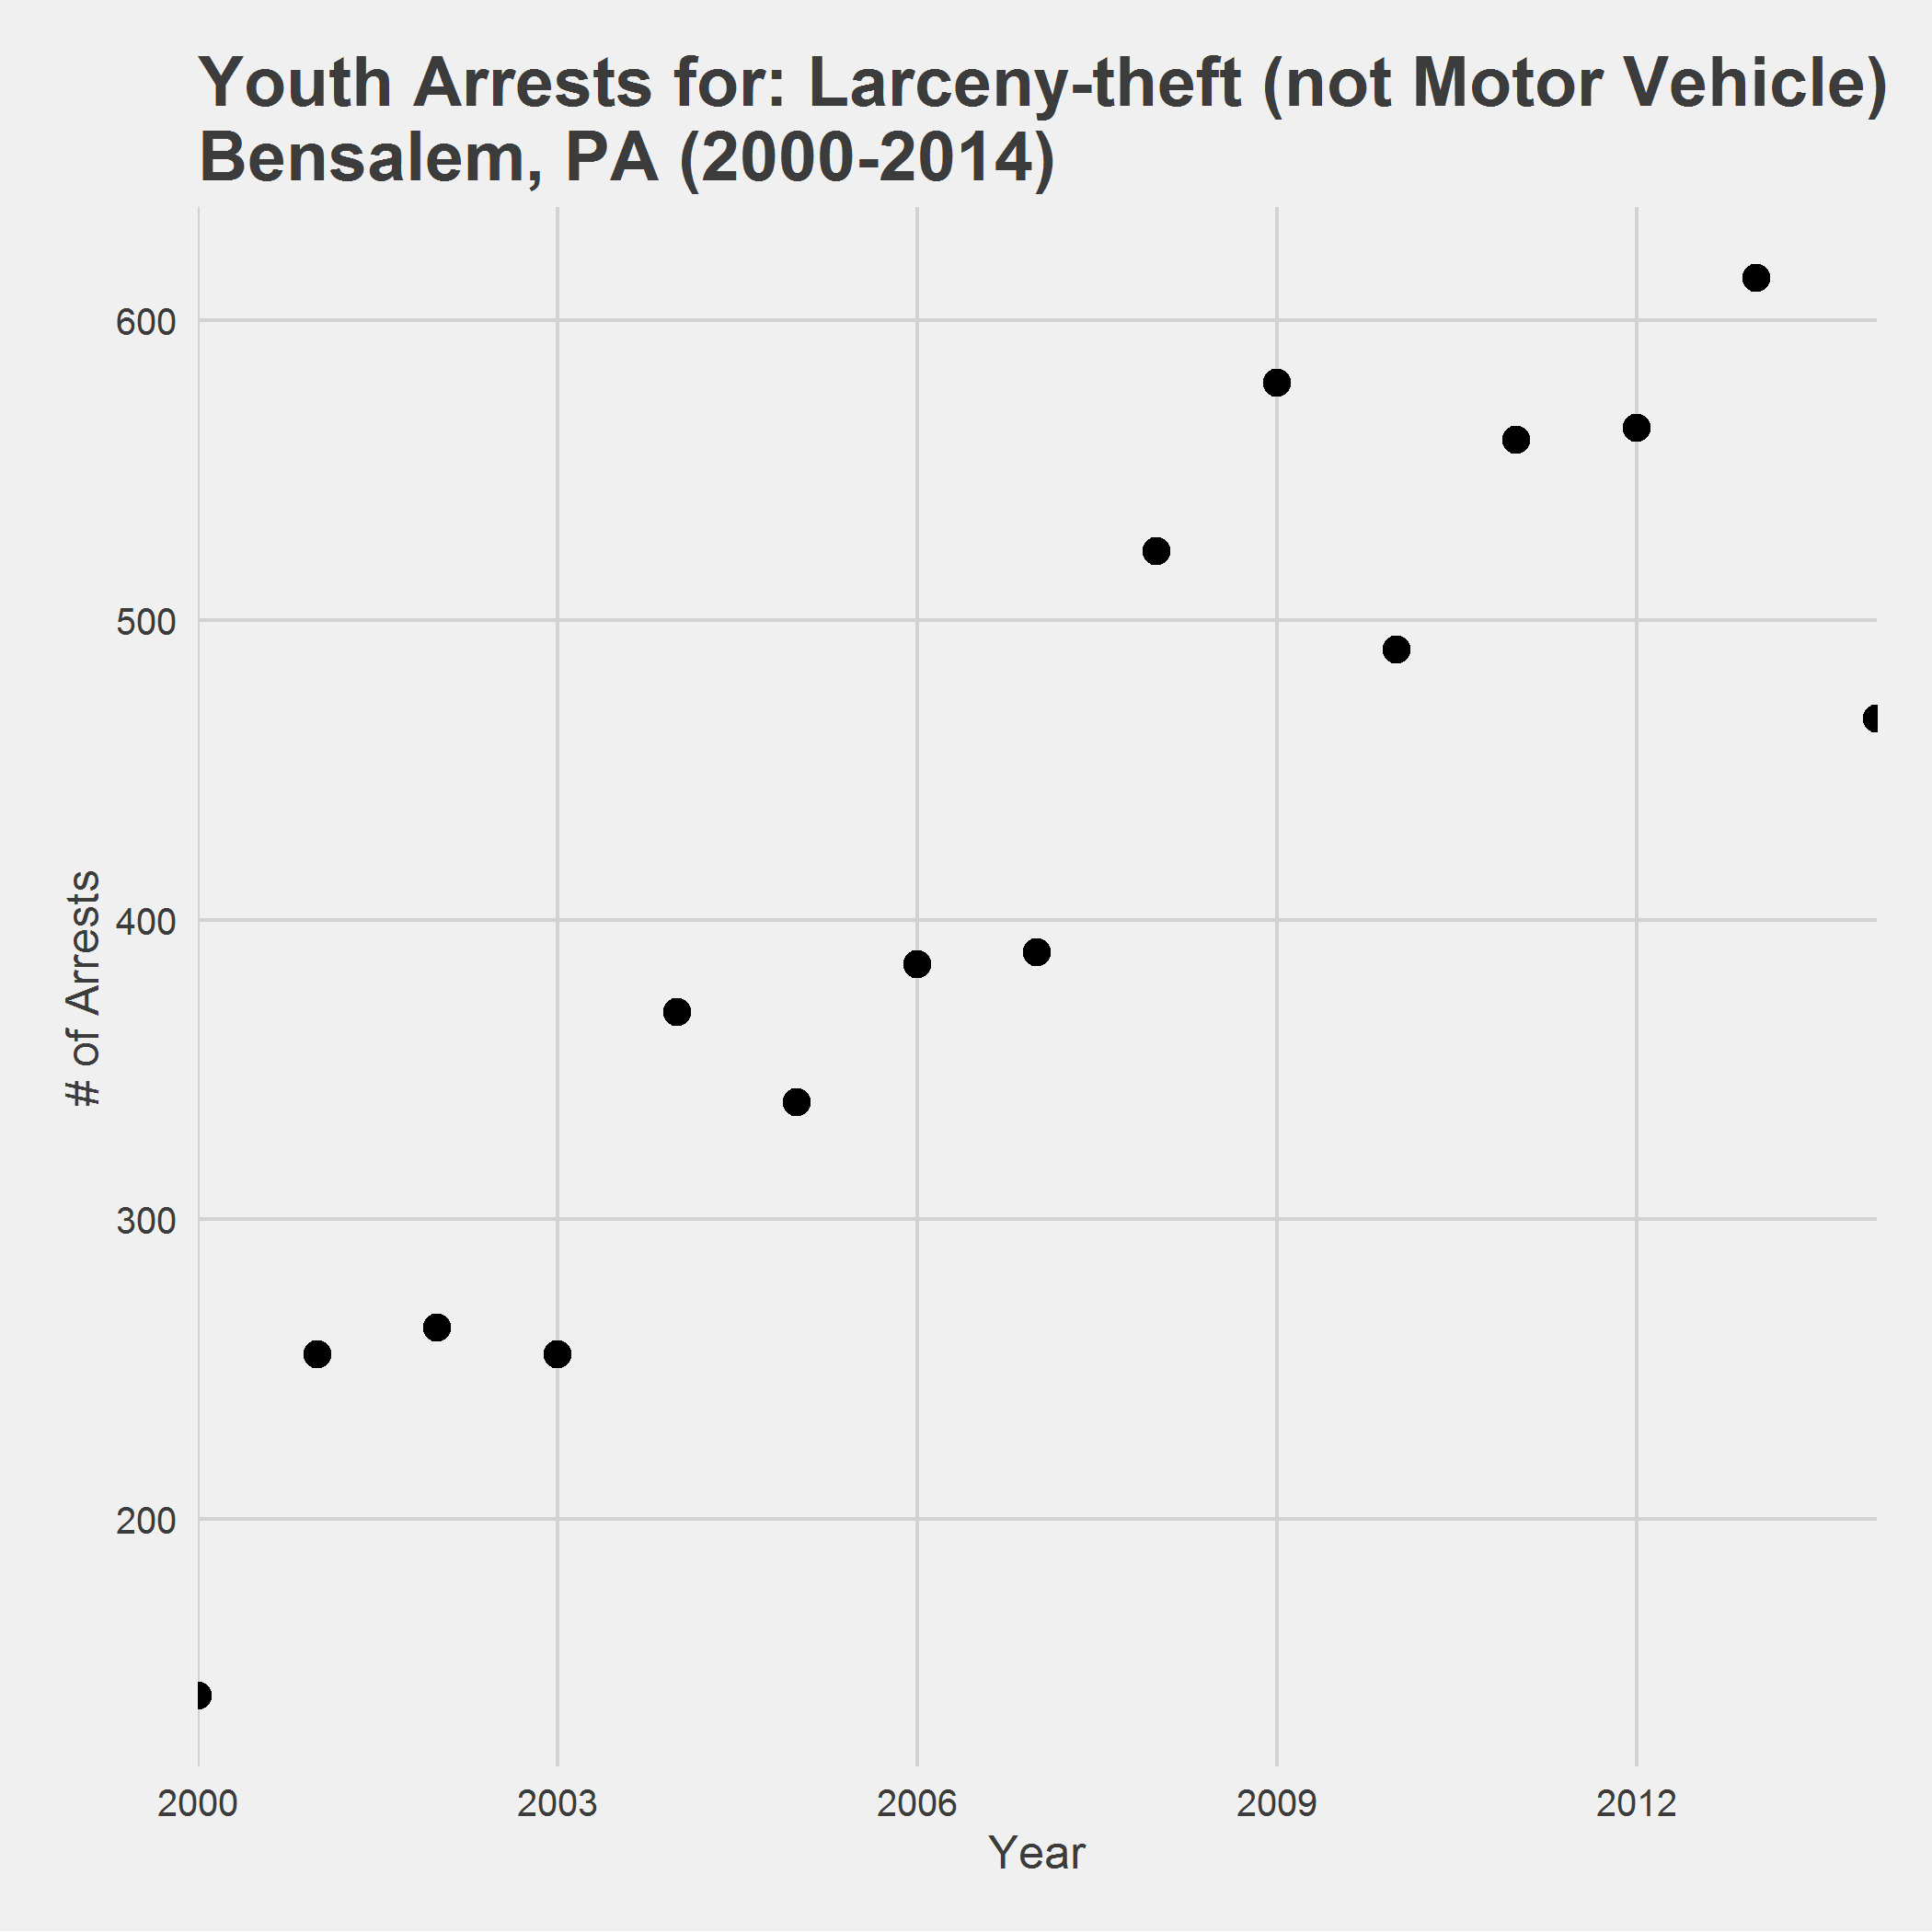 Youth Arrests for: Larceny-theft (not Motor Vehicle)
Bensalem, PA (2000-2014)
600
500
400
300
200
# of Arrests
2000 2003 2006 2009 2012
Year